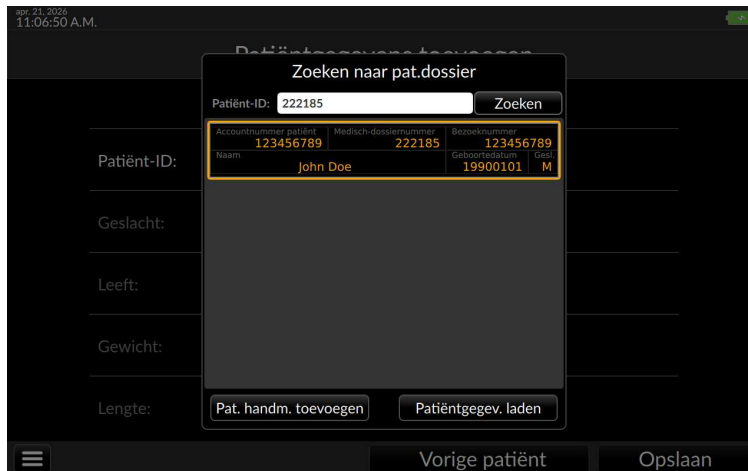 apr. 21, 2026
11:06:50 A.M.
Patiëntgegevens toevoegen
Zoeken naar pat.dossier
Patiënt-ID: 222185 Zoeken
Accountnummer patiënt Medisch-dossiernummer Bezoeknummer
123456789 222185 123456789
Naam Geboortedatum Gesl.
John Doe 19900101 M
Patiënt-ID:
Geslacht:
Leeft:
Gewicht:
Lengte:
Pat. handm. toevoegen Patiëntgegev. laden
Vorige patiënt Opslaan